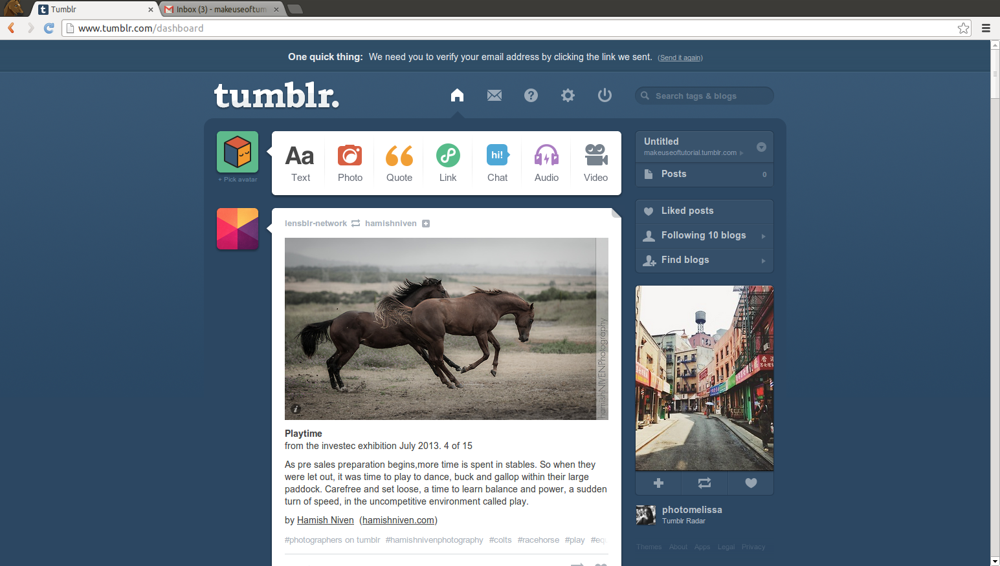 Tumblr
Inbox (3) - makeuseoftum
www.tumblr.com/dashboard
One quick thing: We need you to verify your email address by clicking the link we sent. (Send it again)
tumblr.
Search tags & blogs
+ Pick avatar
Aa
hi!
Text Photo Quote Link Chat Audio Video
Untitled
makeuseoftutorial.tumblr.com
Posts 0
Liked posts
Following 10 blogs
Find blogs
lensblr-network hamishniven
hamishNIVENPhotography
Playtime
from the investec exhibition July 2013. 4 of 15
As pre sales preparation begins,more time is spent in stables. So when they
were let out, it was time to play to dance, buck and gallop within their large
paddock. Carefree and set loose, a time to learn balance and power, a sudden
turn of speed, in the uncompetitive environment called play.
by Hamish Niven (hamishniven.com)
#photographers on tumblr #hamishnivenphotography #colts #racehorse #play #equ
photomelissa
Tumblr Radar
Themes About Apps Legal Privacy